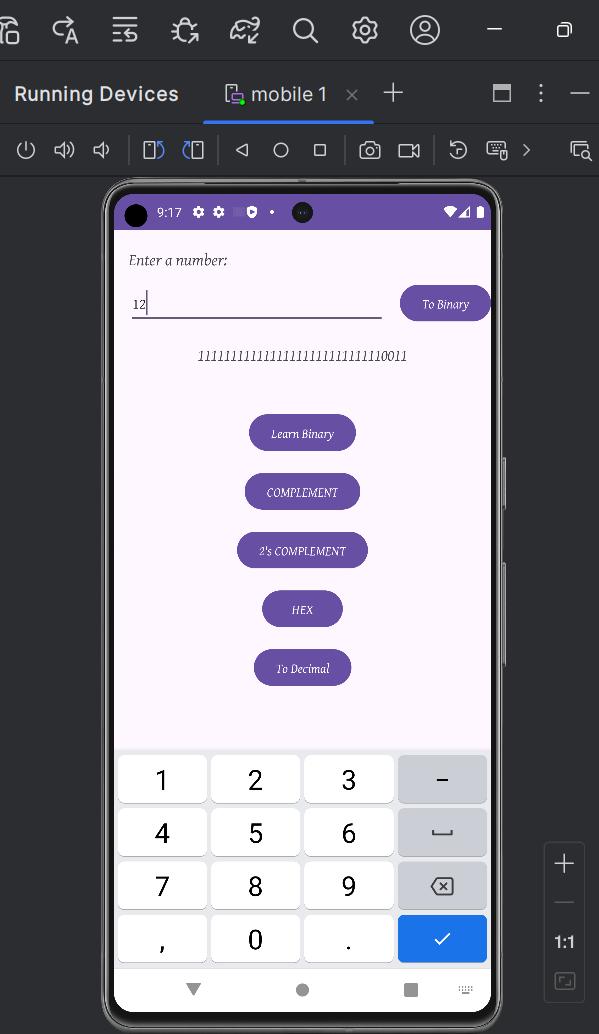 Running Devices
mobile 1
9:17
Enter a number:
12
To Binary
11111111111111111111111111110011
Learn Binary
COMPLEMENT
2's COMPLEMENT
HEX
To Decimal
1 2 3 –
4 5 6
7 8 9
, 0 .
1:1